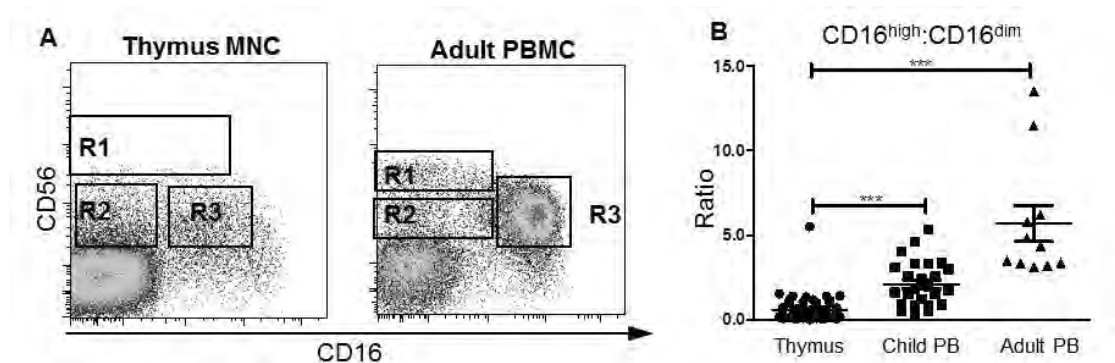 A
Thymus MNC
Adult PBMC
R1
R2
R3
R1
R2
R3
CD56
CD16
B
CD16high:CD16dim
***
***
15.0
10.0
5.0
0.0
Ratio
Thymus
Child PB
Adult PB